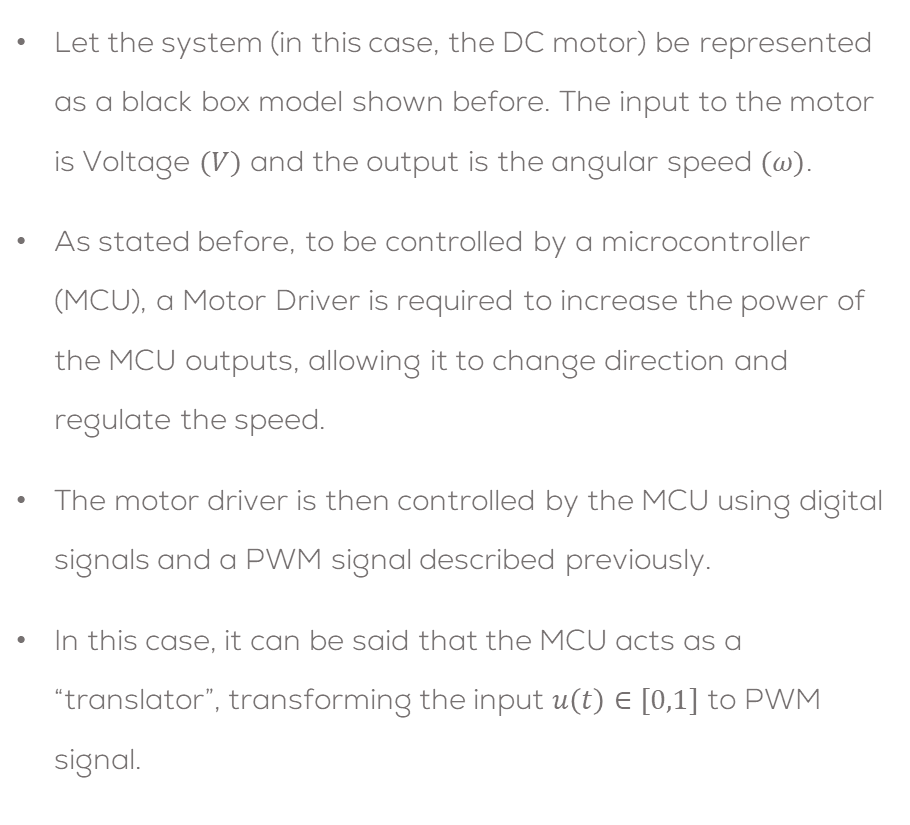 • Let the system (in this case, the DC motor) be represented
as a black box model shown before. The input to the motor
is Voltage (V) and the output is the angular speed (ω).
• As stated before, to be controlled by a microcontroller
(MCU), a Motor Driver is required to increase the power of
the MCU outputs, allowing it to change direction and
regulate the speed.
• The motor driver is then controlled by the MCU using digital
signals and a PWM signal described previously.
• In this case, it can be said that the MCU acts as a
“translator”, transforming the input u(t) ∈ [0,1] to PWM
signal.